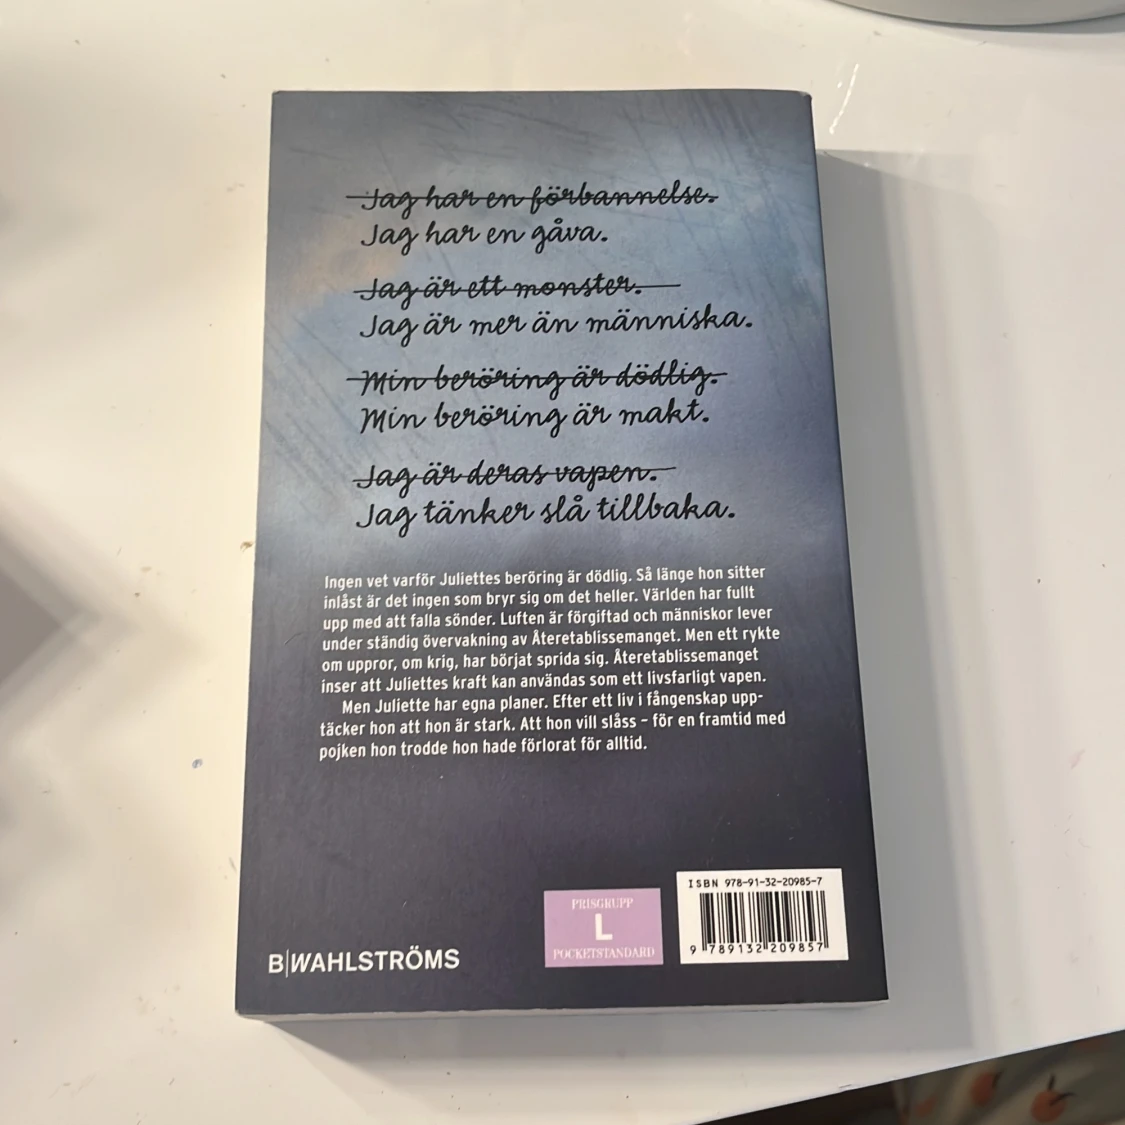 Jag har en förbannelse.
Jag har en gåva.
Jag är ett monster.
Jag är mer än människa.
Min beröring är dödlig.
Min beröring är makt.
Jag är deras vapen.
Jag tänker slå tillbaka.
Ingen vet varför Juliettes beröring är dödlig. Så länge hon sitter
inlåst är det ingen som bryr sig om det heller. Världen har fullt
upp med att falla sönder. Luften är förgiftad och människor lever
under ständig övervakning av Återetablissemanget. Men ett rykte
om uppror, om krig, har börjat sprida sig. Återetablissemanget
inser att Juliettes kraft kan användas som ett livsfarligt vapen.
Men Juliette har egna planer. Efter ett liv i fångenskap upp-
täcker hon att hon är stark. Att hon vill slåss – för en framtid med
pojken hon trodde hon hade förlorat för alltid.
B|WAHLSTRÖMS
PRISGRUPP
L
POCKETSTANDARD
ISBN 978-91-32-20985-7
9 789132 209857